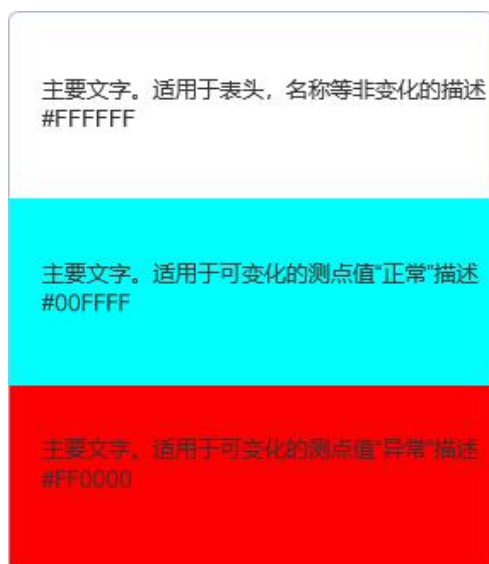 主要文字。适用于表头，名称等非变化的描述
#FFFFFF
主要文字。适用于可变化的测点值"正常"描述
#00FFFF
主要文字。适用于可变化的测点值"异常"描述
#FF0000